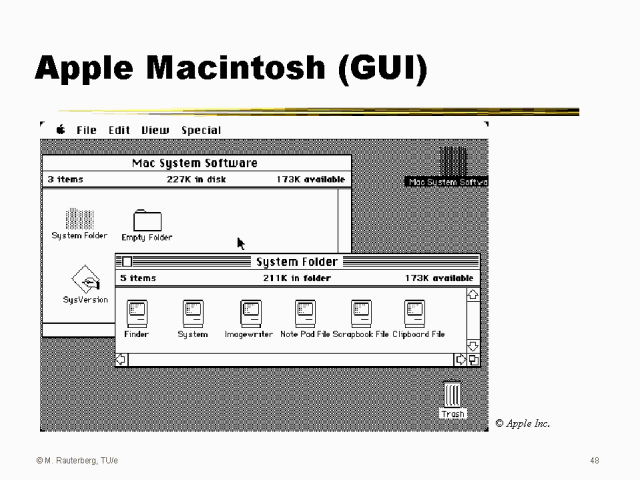 Apple Macintosh (GUI)
File Edit View Special
Mac System Software
3 items 227K in disk 173K available
Mac System Softwa
System Folder Empty Folder
SysVersion
System Folder
5 items 211K in folder 173K available
Finder System Imagewriter Note Pad File Scrapbook File Clipboard File
Trash
© Apple Inc.
© M. Rauterberg, TU/e 48